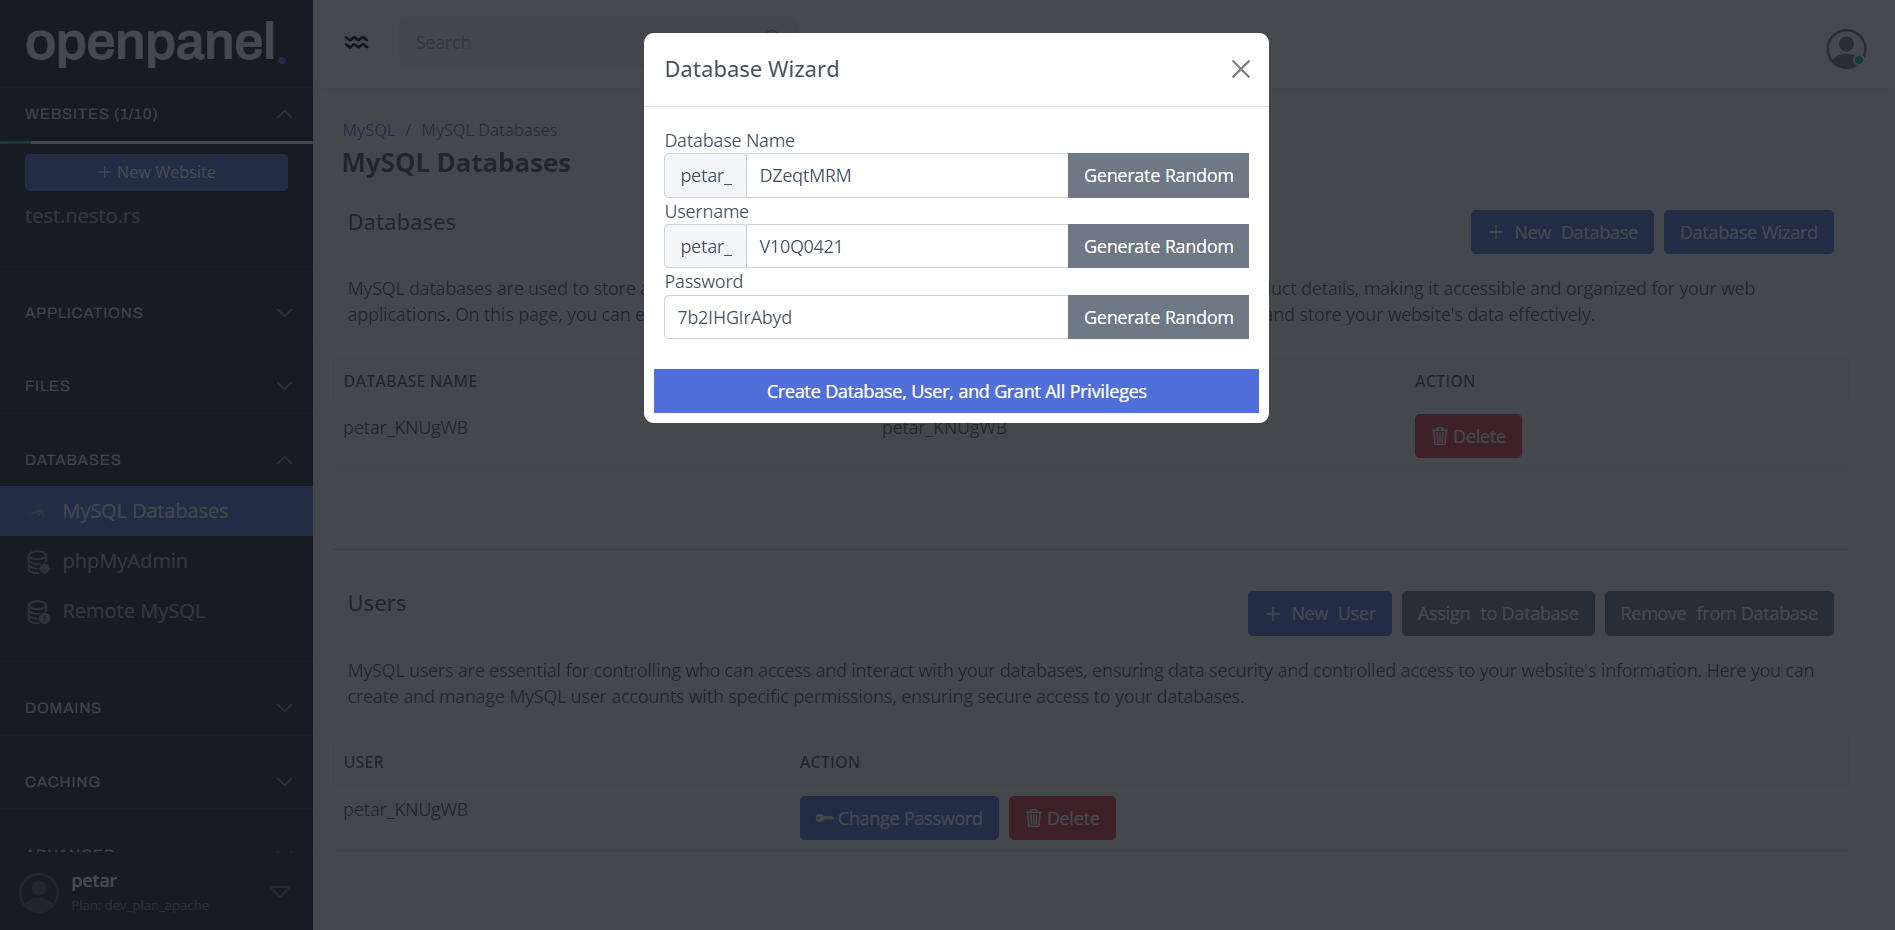 openpanel.
WEBSITES (1/10)
+ New Website
test.nesto.rs
APPLICATIONS
FILES
DATABASES
MySQL Databases
phpMyAdmin
Remote MySQL
DOMAINS
CACHING
ADVANCED
petar
Plan: dev_plan_apache
Search
MySQL / MySQL Databases
MySQL Databases
Databases
+ New Database
Database Wizard
MySQL databases are used to store
uct details, making it accessible and organized for your web
applications. On this page, you can
and store your website's data effectively.
DATABASE NAME
ACTION
petar_KNUgWB
petar_KNUgWB
Delete
Database Wizard
Database Name
petar_ DZeqtMRM Generate Random
Username
petar_ V10Q0421 Generate Random
Password
7b2IHGIrAbyd Generate Random
Create Database, User, and Grant All Privileges
Users
+ New User
Assign to Database
Remove from Database
MySQL users are essential for controlling who can access and interact with your databases, ensuring data security and controlled access to your website's information. Here you can
create and manage MySQL user accounts with specific permissions, ensuring secure access to your databases.
USER
ACTION
petar_KNUgWB
Change Password
Delete